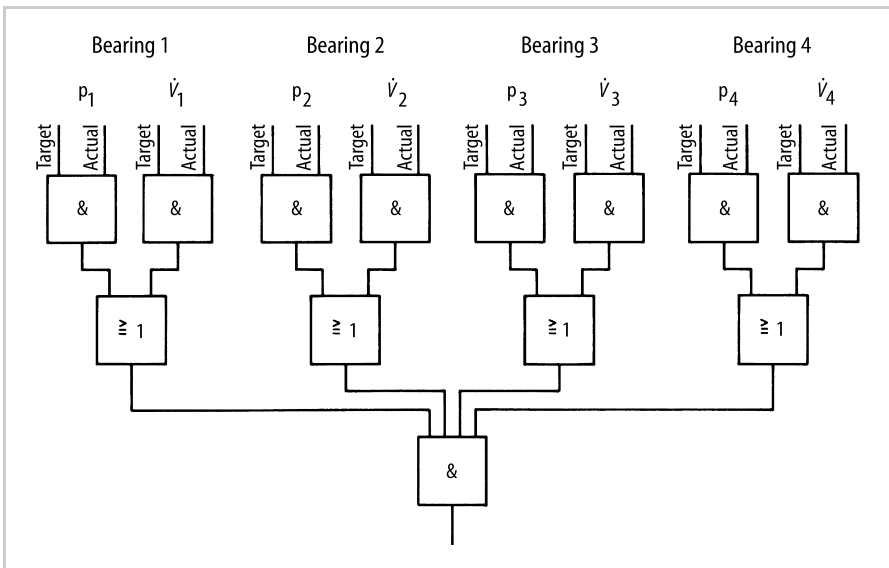 Bearing 1 Bearing 2 Bearing 3 Bearing 4
p1 V̇1 p2 V̇2 p3 V̇3 p4 V̇4
Target Actual Target Actual Target Actual Target Actual Target Actual Target Actual Target Actual Target Actual
& & & & & & & &
≥ 1 ≥ 1 ≥ 1 ≥ 1
&